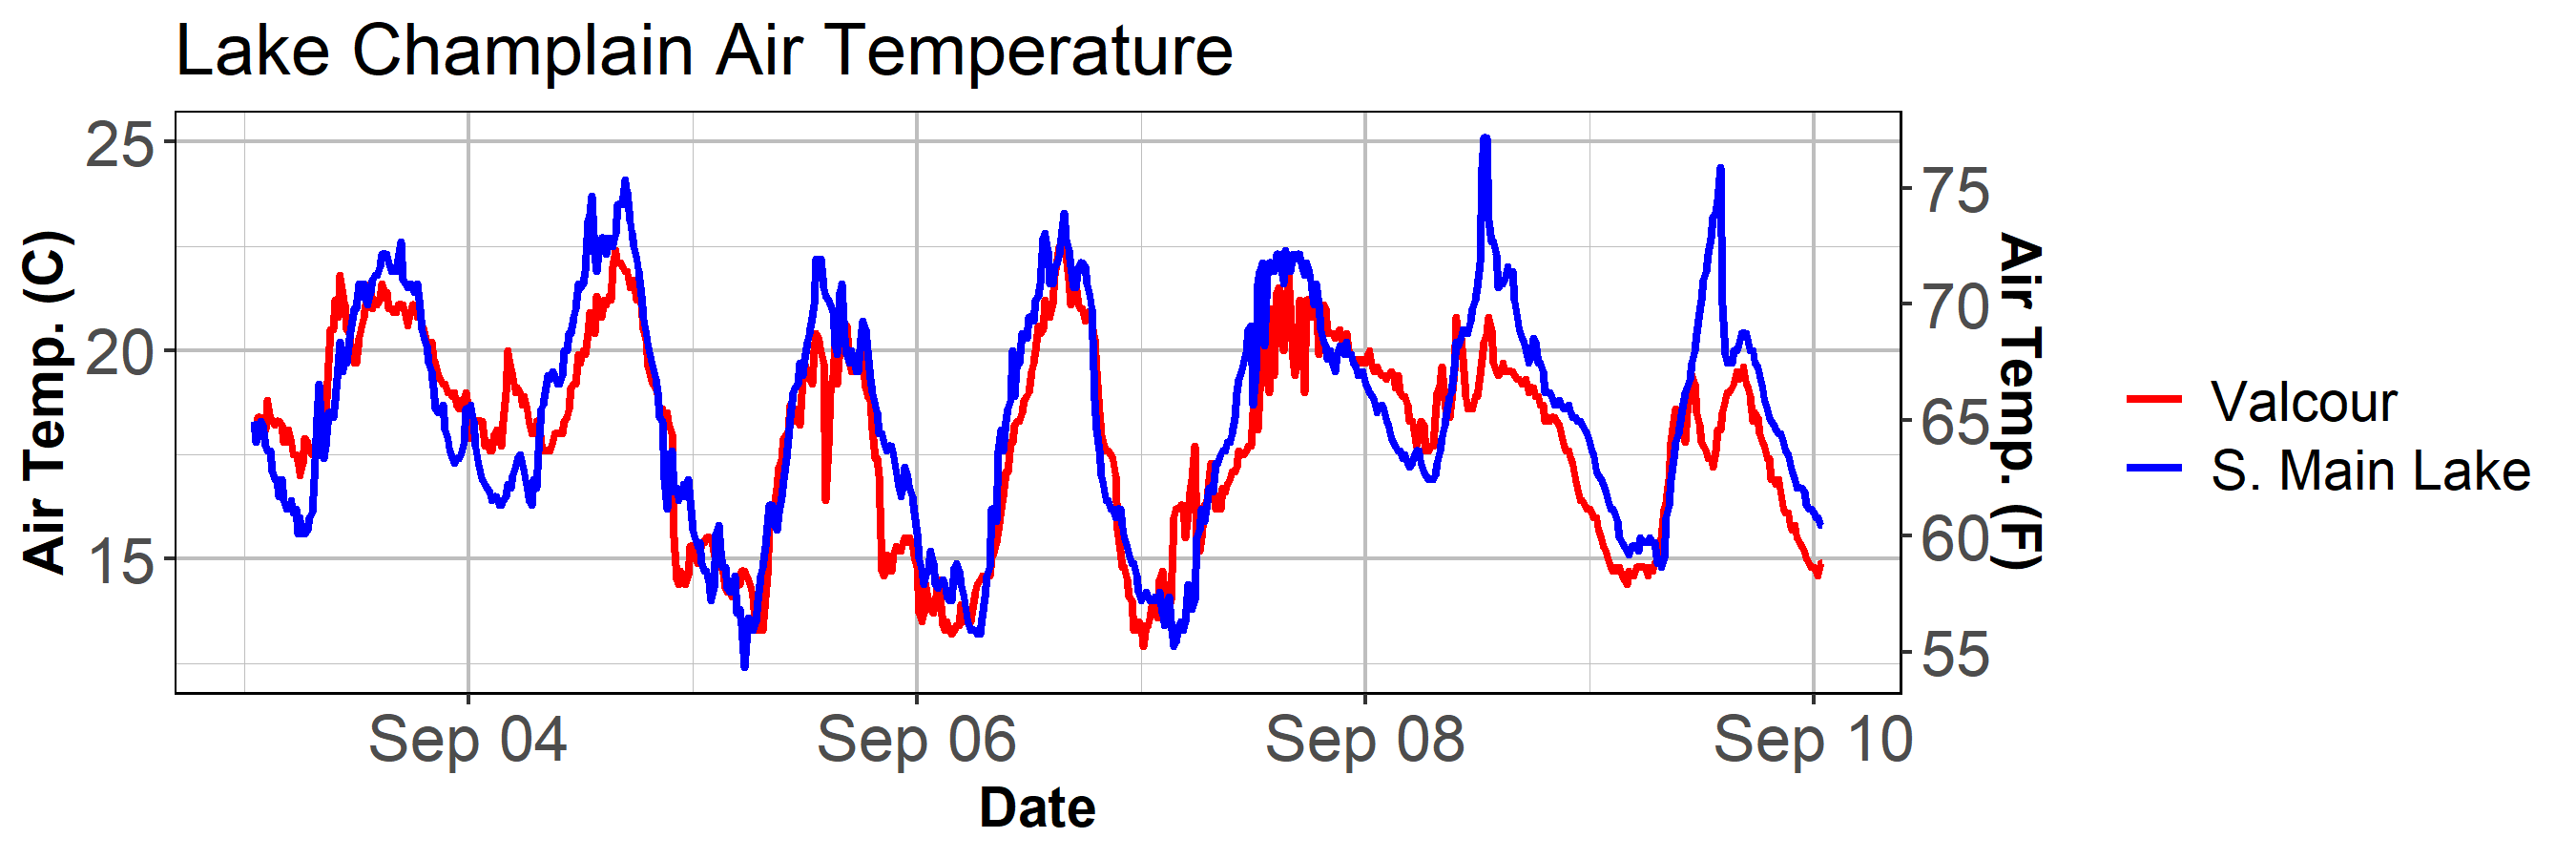 Lake Champlain Air Temperature
Air Temp. (C)
25
20
15
75
70
65
60
55
Air Temp. (F)
Sep 04
Sep 06
Sep 08
Sep 10
Date
Valcour
S. Main Lake